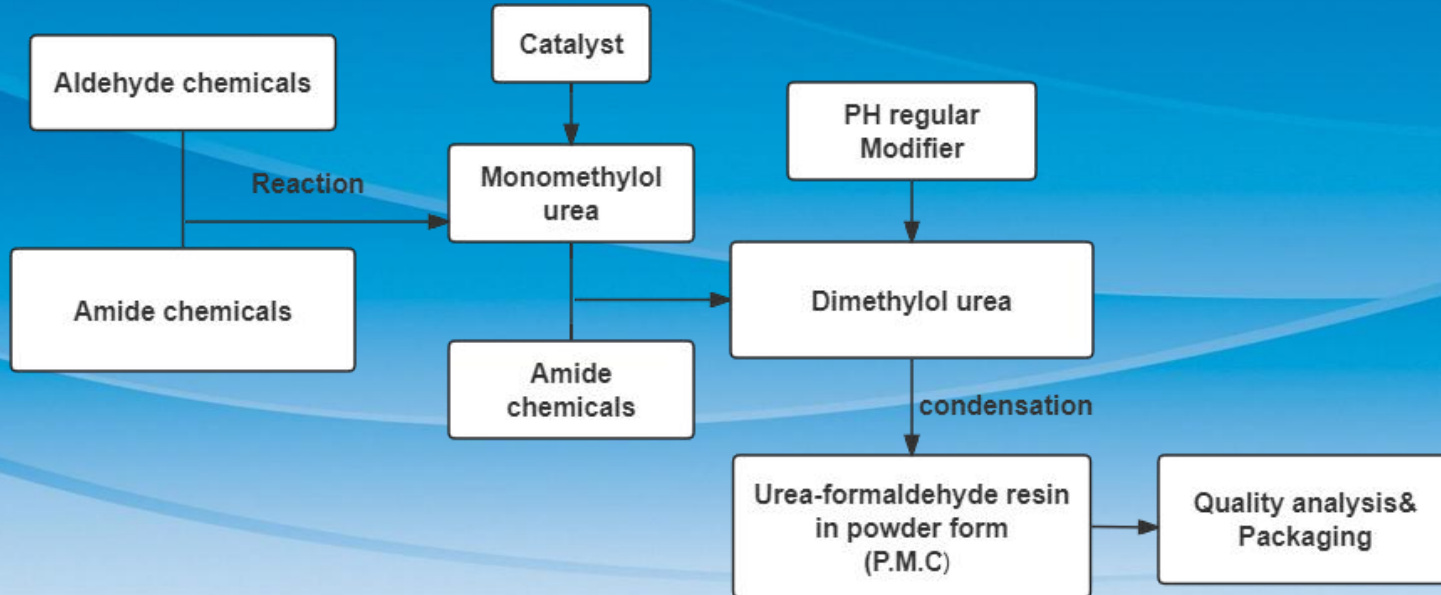 Aldehyde chemicals
Catalyst
PH regular
Modifier
Reaction
Monomethylol
urea
Amide chemicals
Dimethylol urea
Amide
chemicals
condensation
Urea-formaldehyde resin
in powder form
(P.M.C)
Quality analysis&
Packaging